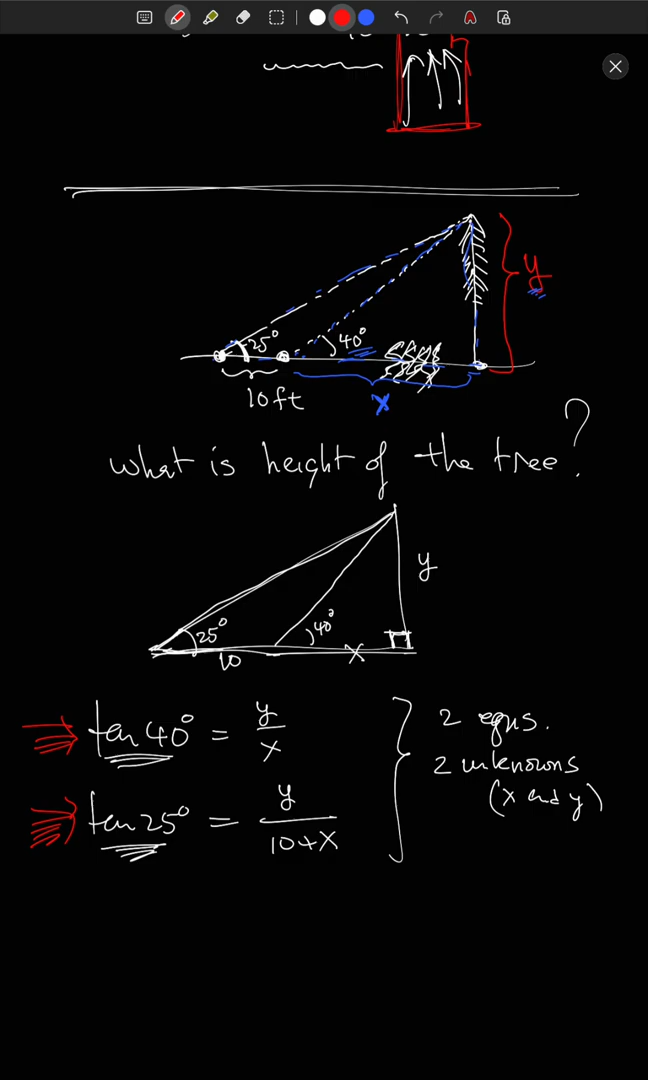 y
25°
40°
10ft
x
what is height of the tree?
y
25°
40°
10
x
tan 40° = y/x
2 eqns.
2 unknowns
(x and y)
tan 25° = y/10+x